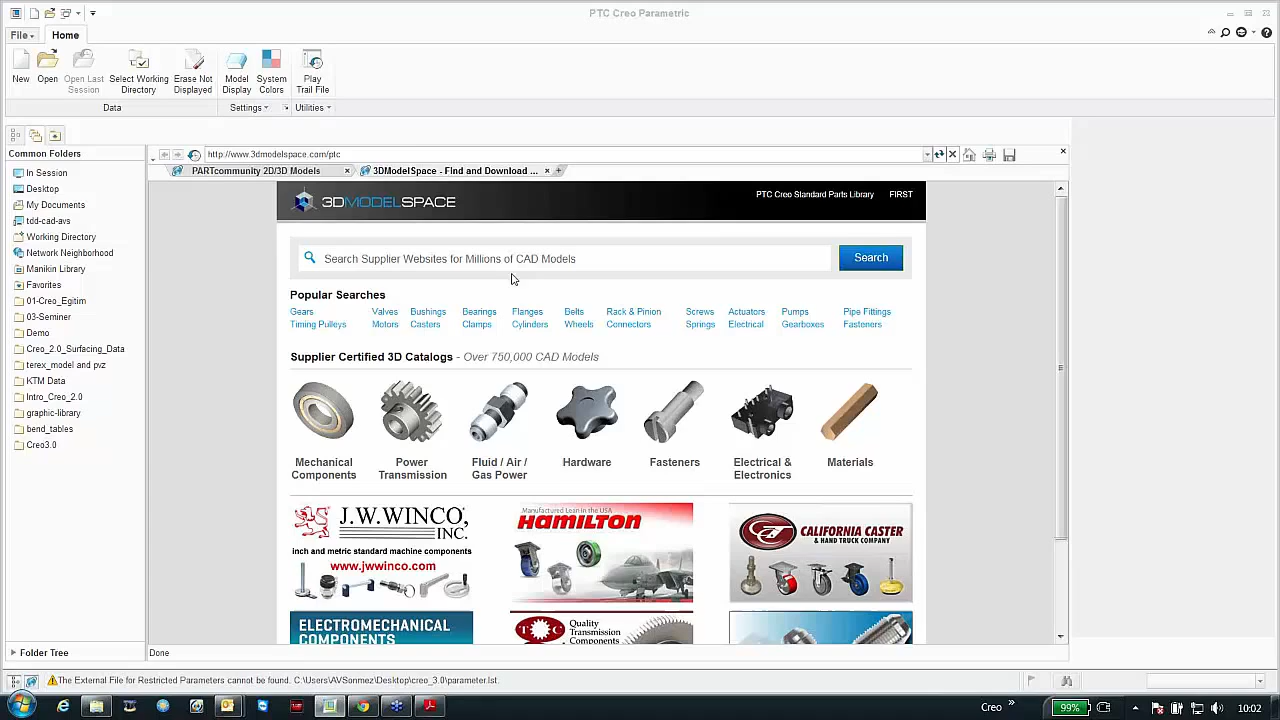 PTC Creo Parametric
File
Home
New
Open
Open Last Session
Select Working Directory
Erase Not Displayed
Model Display
System Colors
Play Trail File
Data
Settings
Utilities
Common Folders
http://www.3dmodelspace.com/ptc
PARTcommunity 2D/3D Models
3DModelSpace - Find and Download ...
In Session
Desktop
My Documents
tdd-cad-avs
Working Directory
Network Neighborhood
Manikin Library
Favorites
01-Creo_Egitim
03-Seminer
Demo
Creo_2.0_Surfacing_Data
terex_model and pvz
KTM Data
Intro_Creo_2.0
graphic-library
bend_tables
Creo3.0
Folder Tree
3DMODELSPACE
PTC Creo Standard Parts Library
FIRST
Search Supplier Websites for Millions of CAD Models
Search
Popular Searches
Gears Valves Bushings Bearings Flanges Belts Rack & Pinion Screws Actuators Pumps Pipe Fittings
Timing Pulleys Motors Casters Clamps Cylinders Wheels Connectors Springs Electrical Gearboxes Fasteners
Supplier Certified 3D Catalogs - Over 750,000 CAD Models
Mechanical Components
Power Transmission
Fluid / Air / Gas Power
Hardware
Fasteners
Electrical & Electronics
Materials
J.W.WINCO, INC.
inch and metric standard machine components
www.jwwinco.com
Manufactured Lean in the USA
HAMILTON
CALIFORNIA CASTER
& HAND TRUCK COMPANY
ELECTROMECHANICAL
COMPONENTS
Quality
Transmission
Components
Done
The External File for Restricted Parameters cannot be found. C:\Users\AVSonmez\Desktop\creo_3.0\parameter.lst.
Creo
99%
10:02